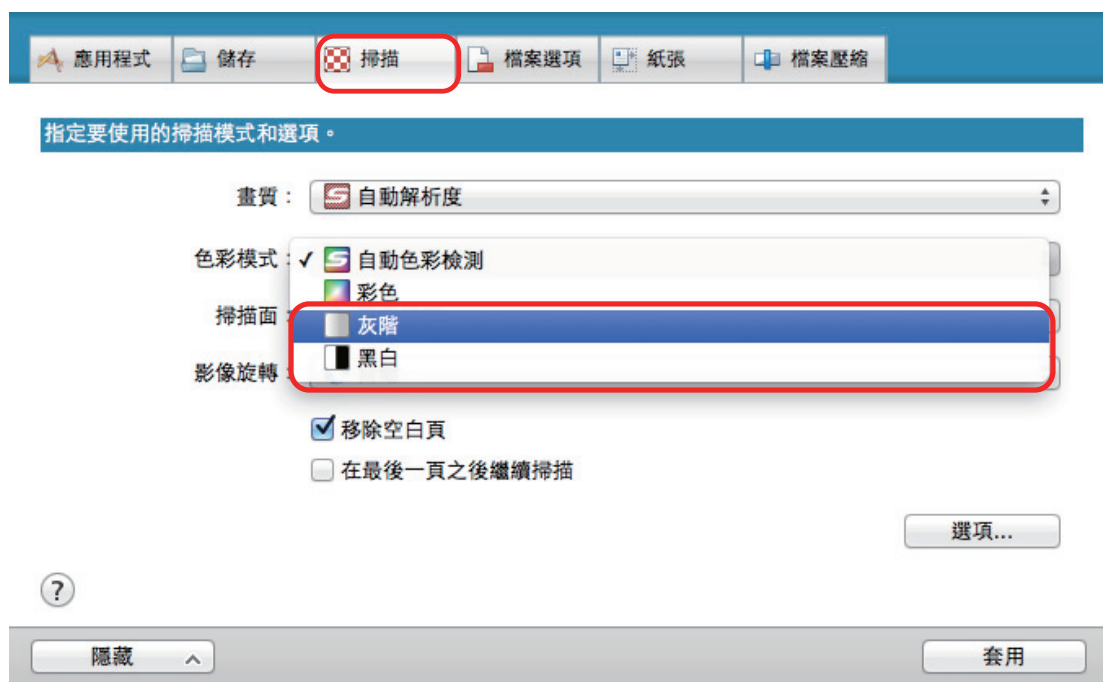 應用程式 儲存 掃描 檔案選項 紙張 檔案壓縮
指定要使用的掃描模式和選項。
畫質： 自動解析度
色彩模式： ✓ 自動色彩檢測
彩色
掃描面： 灰階
黑白
影像旋轉：
移除空白頁
在最後一頁之後繼續掃描
選項...
?
隱藏 套用